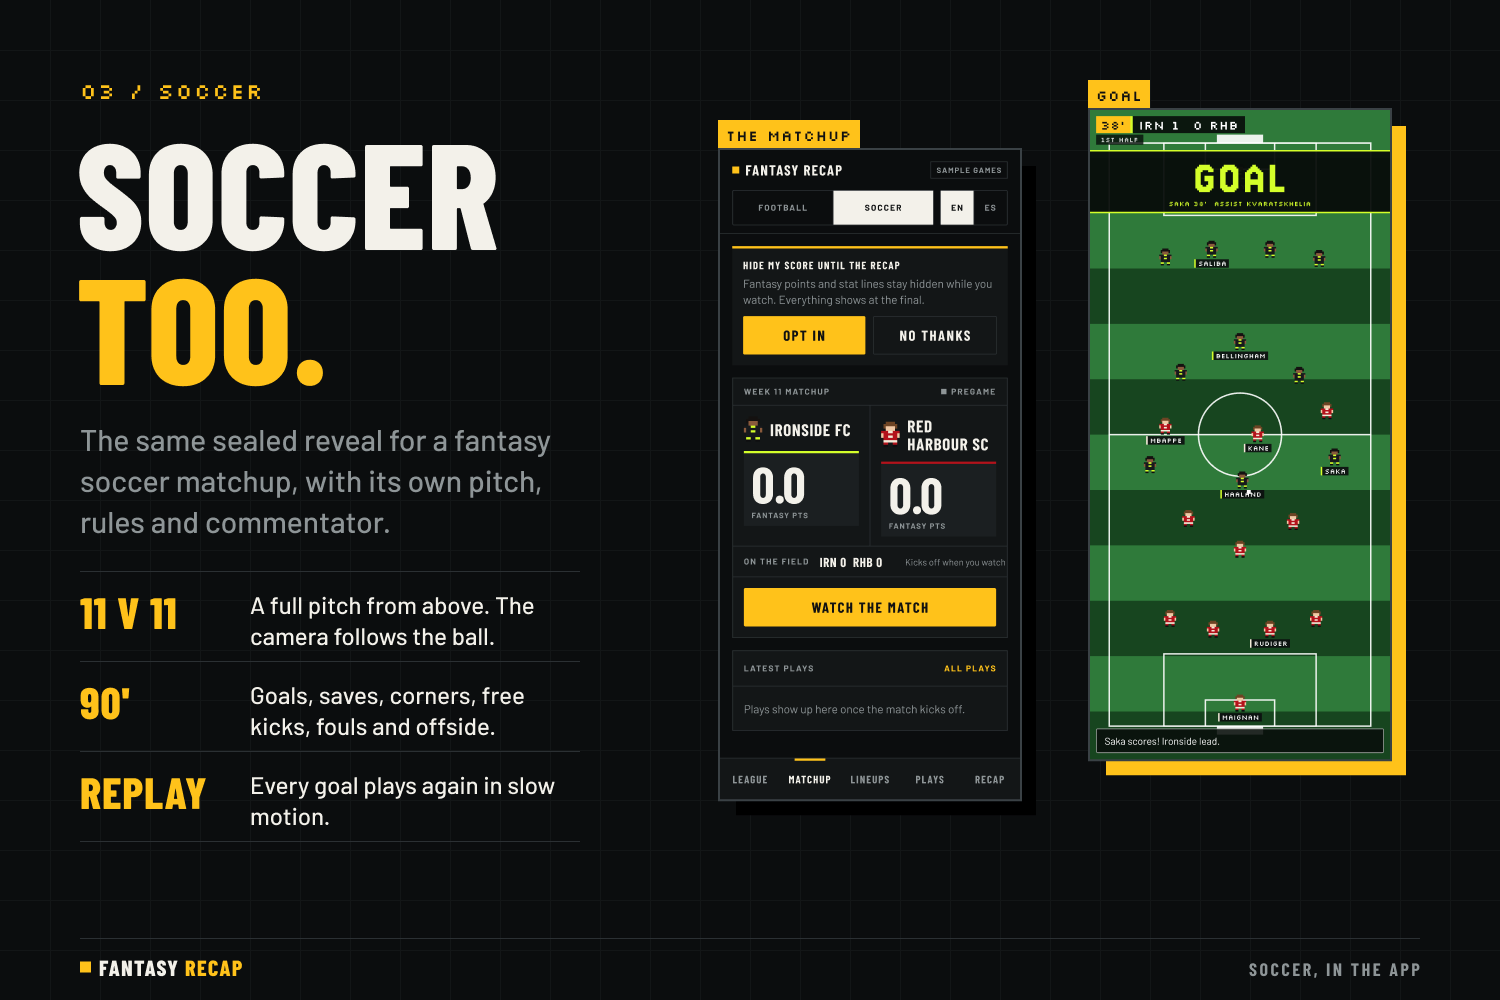 03 / SOCCER
SOCCER
TOO.
The same sealed reveal for a fantasy
soccer matchup, with its own pitch,
rules and commentator.
11 V 11
A full pitch from above. The
camera follows the ball.
90'
Goals, saves, corners, free
kicks, fouls and offside.
REPLAY
Every goal plays again in slow
motion.
THE MATCHUP
FANTASY RECAP
SAMPLE GAMES
FOOTBALL
SOCCER
EN
ES
HIDE MY SCORE UNTIL THE RECAP
Fantasy points and stat lines stay hidden while you
watch. Everything shows at the final.
OPT IN
NO THANKS
WEEK 11 MATCHUP
PREGAME
IRONSIDE FC
0.0
FANTASY PTS
RED
HARBOUR SC
0.0
FANTASY PTS
ON THE FIELD IRN 0 RHB 0 Kicks off when you watch
WATCH THE MATCH
LATEST PLAYS
ALL PLAYS
Plays show up here once the match kicks off.
LEAGUE MATCHUP LINEUPS PLAYS RECAP
GOAL
38' IRN 1 0 RHB
1ST HALF
GOAL
SAKA 38' ASSIST KVARATSKHELIA
SALIBA
BELLINGHAM
MBAPPE
KANE
SAKA
HAALAND
RUDIGER
MAIGNAN
Saka scores! Ironside lead.
FANTASY RECAP
SOCCER, IN THE APP